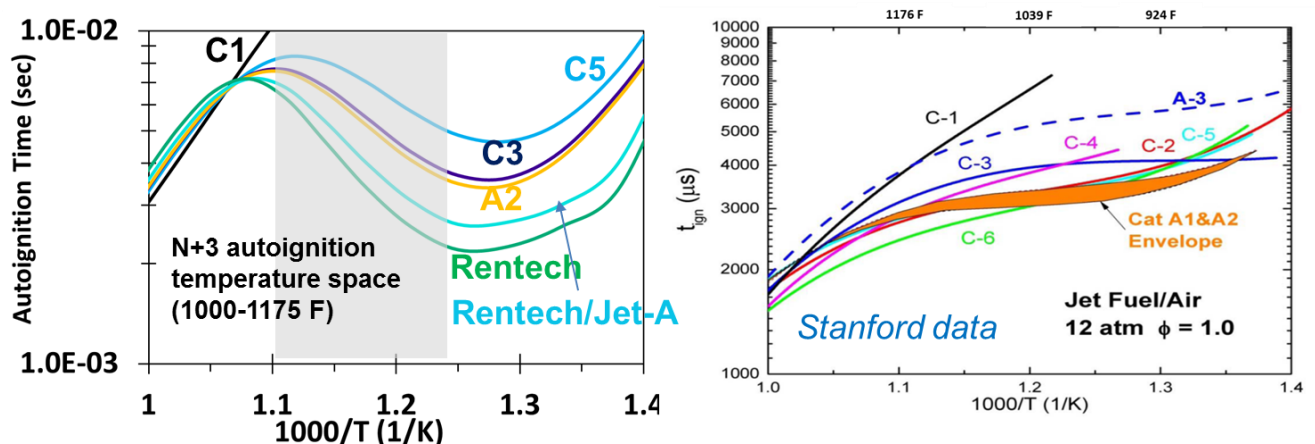 Autoignition Time (sec)
1.0E-02
1.0E-03
C1
C5
C3
A2
Rentech
Rentech/Jet-A
N+3 autoignition
temperature space
(1000-1175 F)
1
1.1
1.2
1.3
1.4
1000/T (1/K)
1176 F
1039 F
924 F
t_ign (µs)
10000
9000
8000
7000
6000
5000
4000
3000
2000
1000
C-1
A-3
C-4
C-5
C-2
C-3
C-6
Cat A1&A2
Envelope
Jet Fuel/Air
12 atm ϕ = 1.0
Stanford data
1.0
1.1
1.2
1.3
1.4
1000/T (1/K)